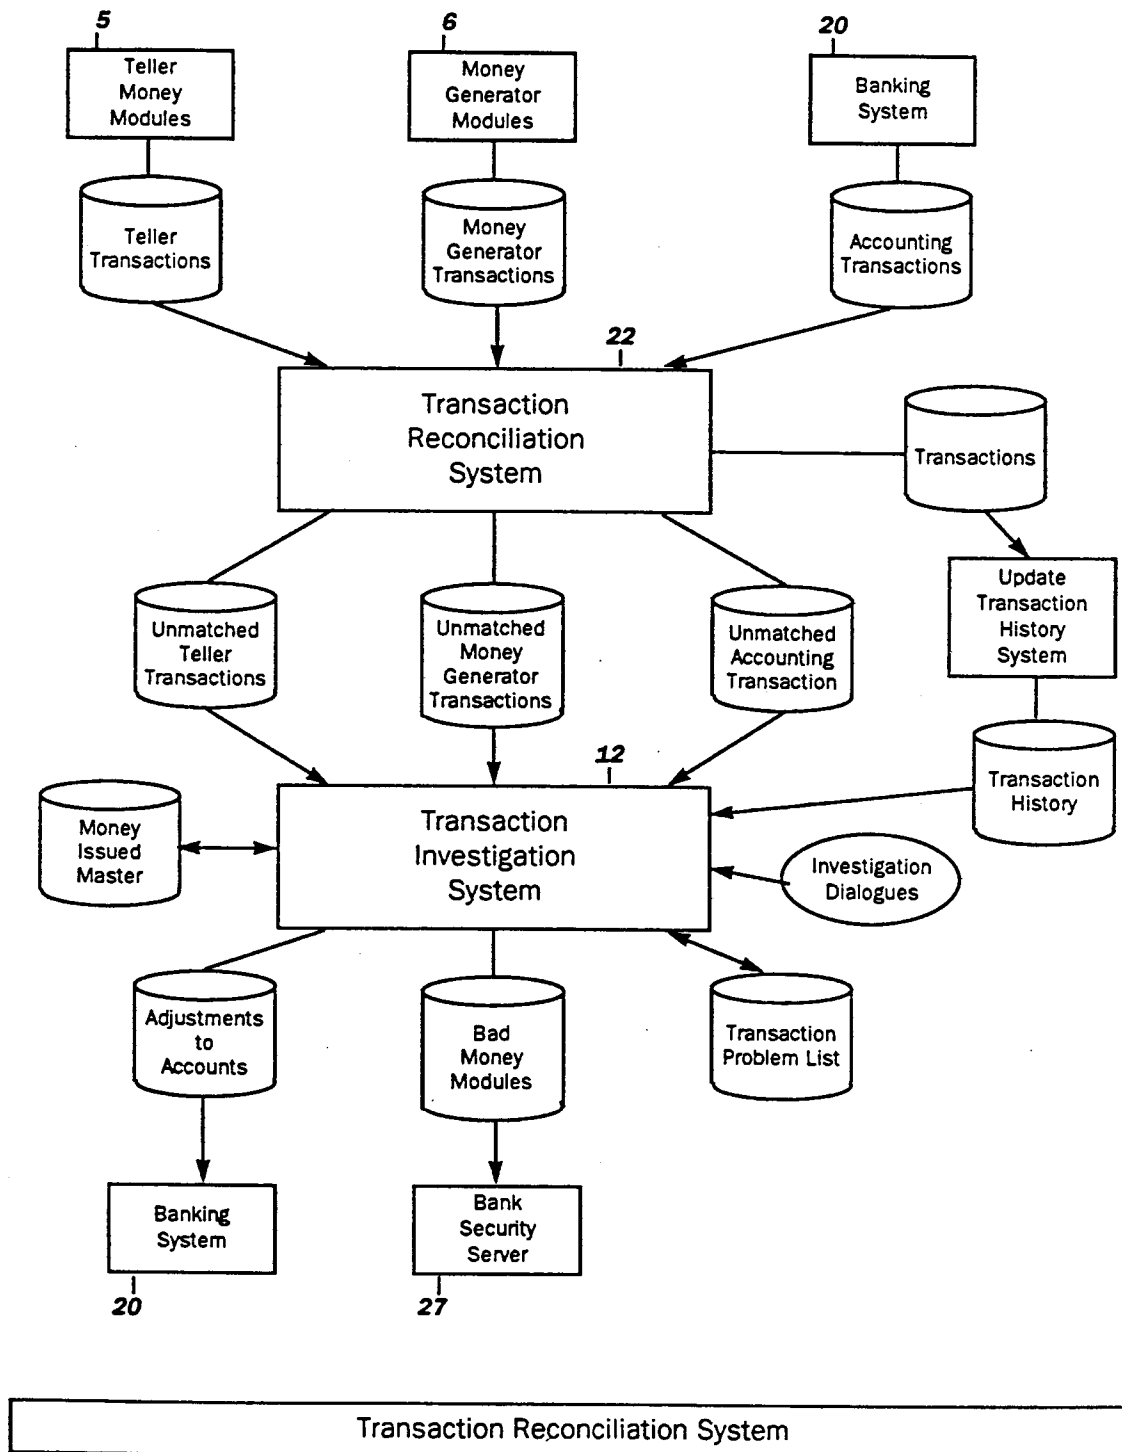 5
6
20
Teller
Money
Modules
Money
Generator
Modules
Banking
System
Teller
Transactions
Money
Generator
Transactions
Accounting
Transactions
22
Transaction
Reconciliation
System
Transactions
Unmatched
Teller
Transactions
Unmatched
Money
Generator
Transactions
Unmatched
Accounting
Transaction
Update
Transaction
History
System
12
Money
Issued
Master
Transaction
Investigation
System
Transaction
History
Investigation
Dialogues
Adjustments
to
Accounts
Bad
Money
Modules
Transaction
Problem List
Banking
System
Bank
Security
Server
20
27
Transaction Reconciliation System